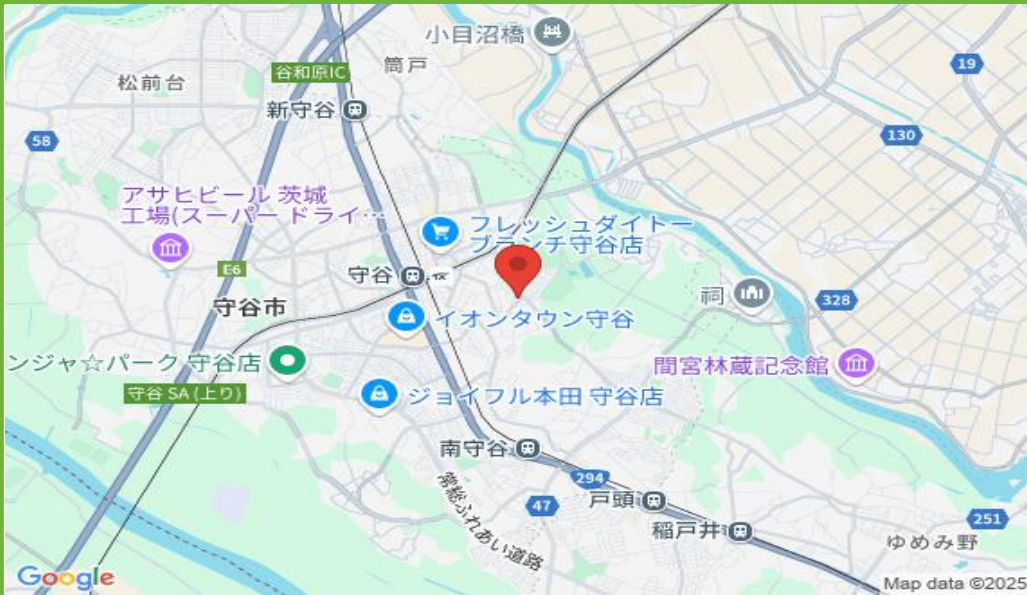 小目沼橋
19
谷和原IC
筒戸
松前台
新守谷
58
130
アサヒビール 茨城
工場(スーパー ドライ…
フレッシュダイトー
ブランチ守谷店
E6
守谷
守谷市
祠
328
イオンタウン守谷
ンジャ☆パーク 守谷店
間宮林蔵記念館
守谷 SA (上り)
ジョイフル本田 守谷店
南守谷
294
常総ふれあい道路
47
戸頭
稲戸井
251
ゆめみ野
Google
Map data ©2025